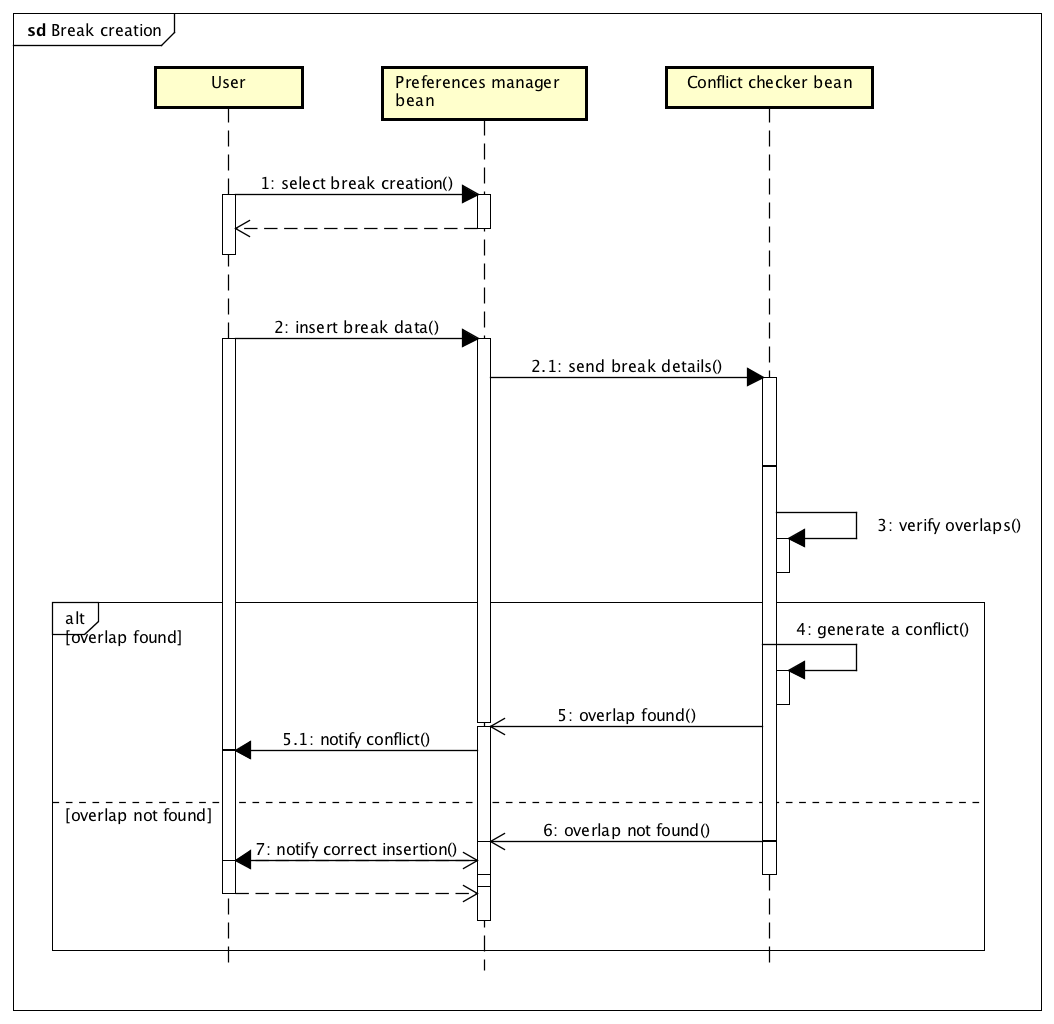 sd Break creation
User
Preferences manager
bean
Conflict checker bean
1: select break creation()
2: insert break data()
2.1: send break details()
3: verify overlaps()
alt
[overlap found]
4: generate a conflict()
5: overlap found()
5.1: notify conflict()
[overlap not found]
6: overlap not found()
7: notify correct insertion()